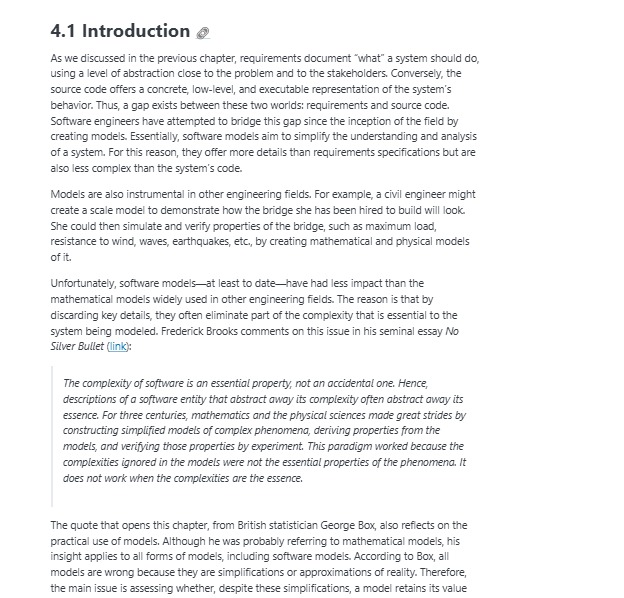 4.1 Introduction
As we discussed in the previous chapter, requirements document “what” a system should do,
using a level of abstraction close to the problem and to the stakeholders. Conversely, the
source code offers a concrete, low-level, and executable representation of the system's
behavior. Thus, a gap exists between these two worlds: requirements and source code.
Software engineers have attempted to bridge this gap since the inception of the field by
creating models. Essentially, software models aim to simplify the understanding and analysis
of a system. For this reason, they offer more details than requirements specifications but are
also less complex than the system's code.
Models are also instrumental in other engineering fields. For example, a civil engineer might
create a scale model to demonstrate how the bridge she has been hired to build will look.
She could then simulate and verify properties of the bridge, such as maximum load,
resistance to wind, waves, earthquakes, etc., by creating mathematical and physical models
of it.
Unfortunately, software models—at least to date—have had less impact than the
mathematical models widely used in other engineering fields. The reason is that by
discarding key details, they often eliminate part of the complexity that is essential to the
system being modeled. Frederick Brooks comments on this issue in his seminal essay No
Silver Bullet (link):
The complexity of software is an essential property, not an accidental one. Hence,
descriptions of a software entity that abstract away its complexity often abstract away its
essence. For three centuries, mathematics and the physical sciences made great strides by
constructing simplified models of complex phenomena, deriving properties from the
models, and verifying those properties by experiment. This paradigm worked because the
complexities ignored in the models were not the essential properties of the phenomena. It
does not work when the complexities are the essence.
The quote that opens this chapter, from British statistician George Box, also reflects on the
practical use of models. Although he was probably referring to mathematical models, his
insight applies to all forms of models, including software models. According to Box, all
models are wrong because they are simplifications or approximations of reality. Therefore,
the main issue is assessing whether, despite these simplifications, a model retains its value